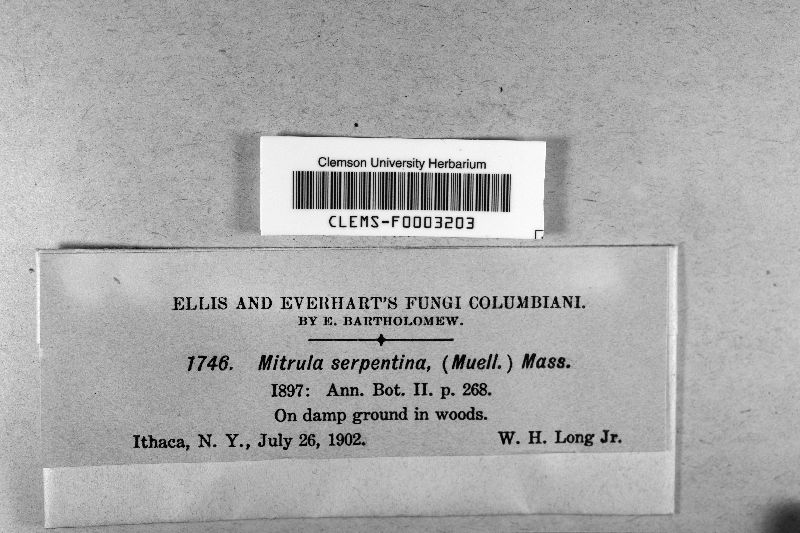 Clemson University Herbarium
CLEMS-F0003203
ELLIS AND EVERHART'S FUNGI COLUMBIANI.
BY E. BARTHOLOMEW.
1746. Mitrula serpentina, (Muell.) Mass.
1897: Ann. Bot. II. p. 268.
On damp ground in woods.
Ithaca, N. Y., July 26, 1902. W. H. Long Jr.